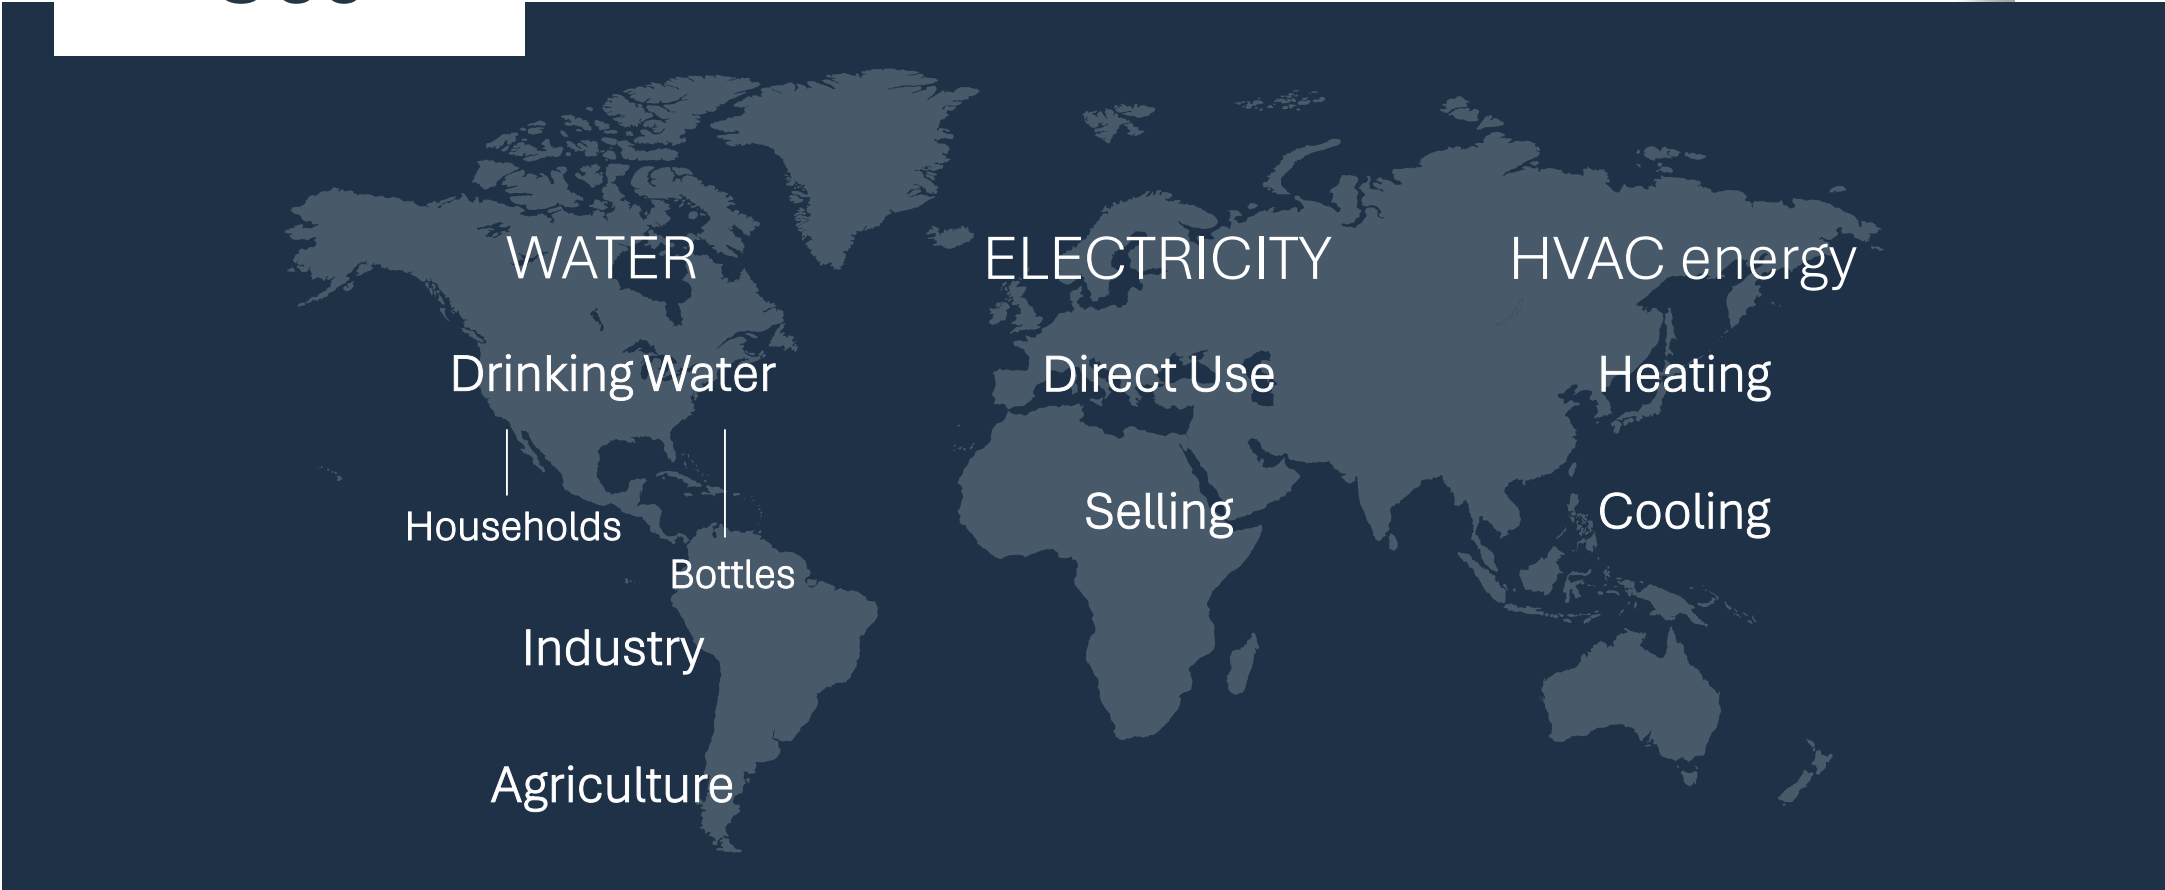 WATER
Drinking Water
Households
Bottles
Industry
Agriculture
ELECTRICITY
Direct Use
Selling
HVAC energy
Heating
Cooling